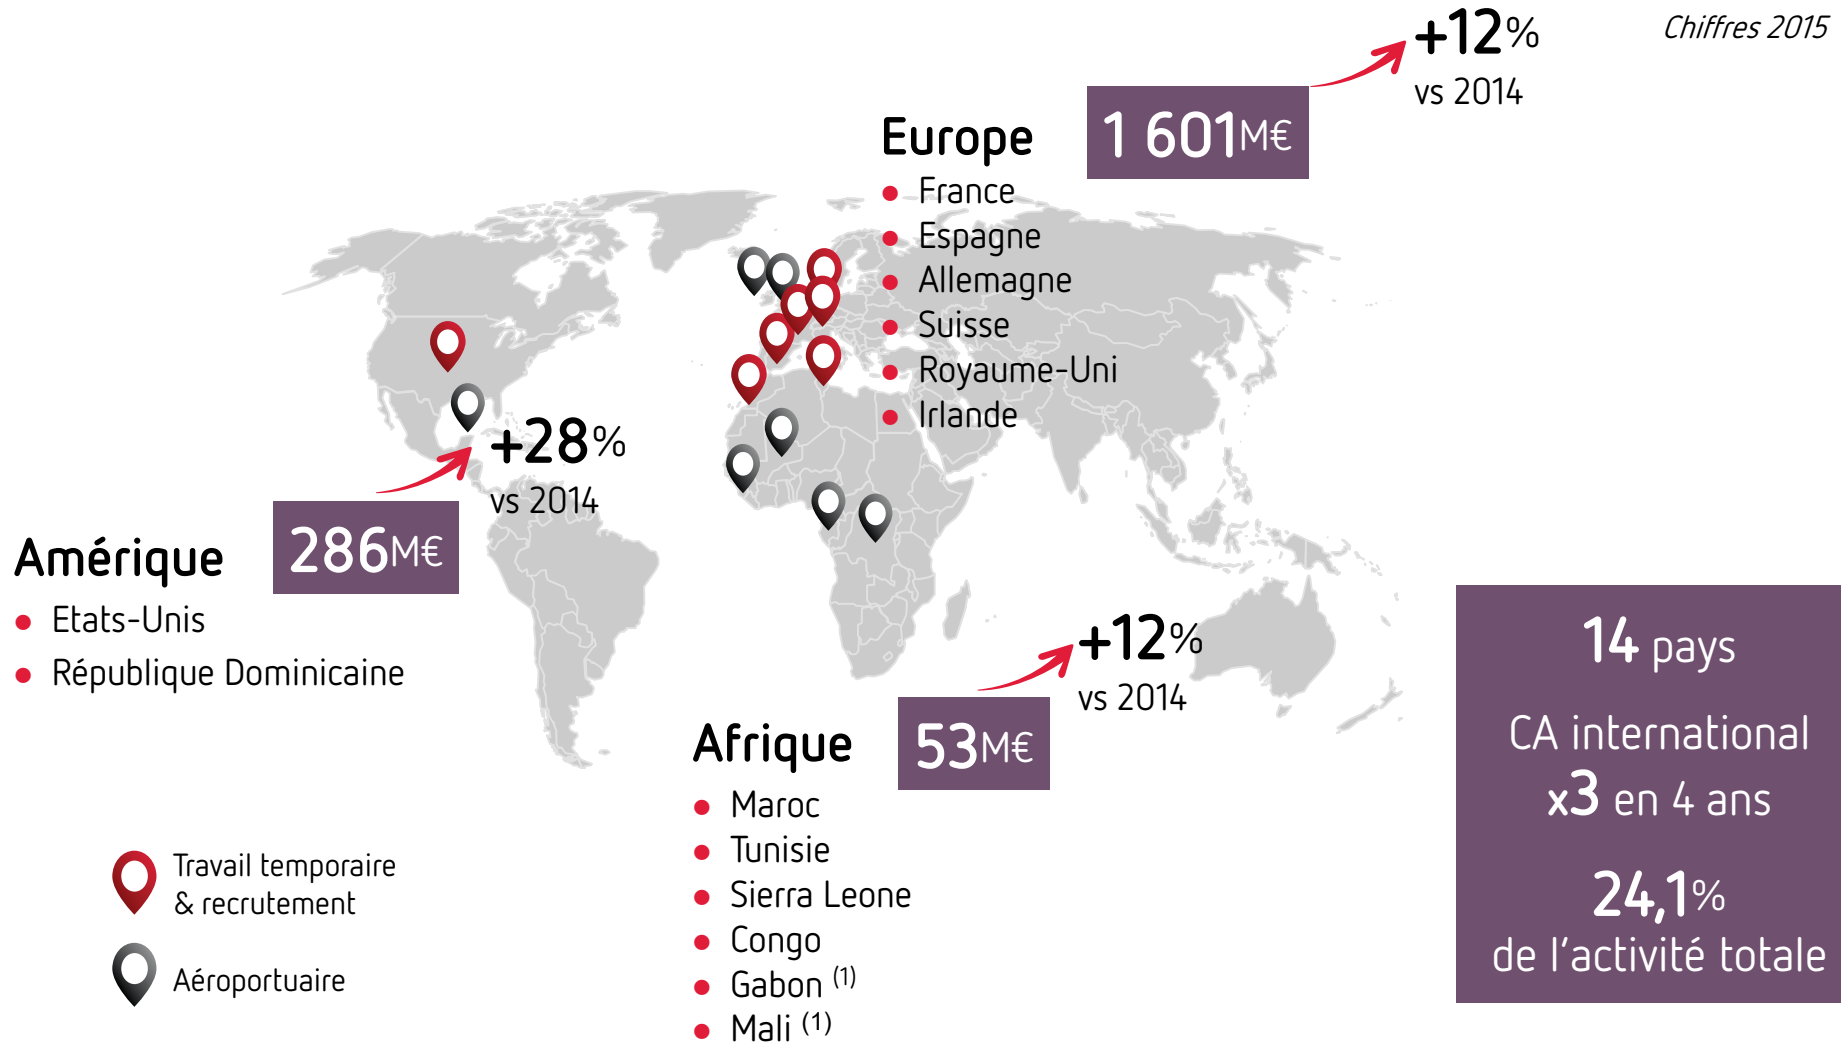 Chiffres 2015
+12%
vs 2014
1 601M€
Europe
France
Espagne
Allemagne
Suisse
Royaume-Uni
Irlande
+28%
vs 2014
286M€
Amérique
Etats-Unis
République Dominicaine
+12%
vs 2014
53M€
Afrique
Maroc
Tunisie
Sierra Leone
Congo
Gabon (1)
Mali (1)
Travail temporaire
& recrutement
Aéroportuaire
14 pays
CA international
x3 en 4 ans
24,1%
de l'activité totale